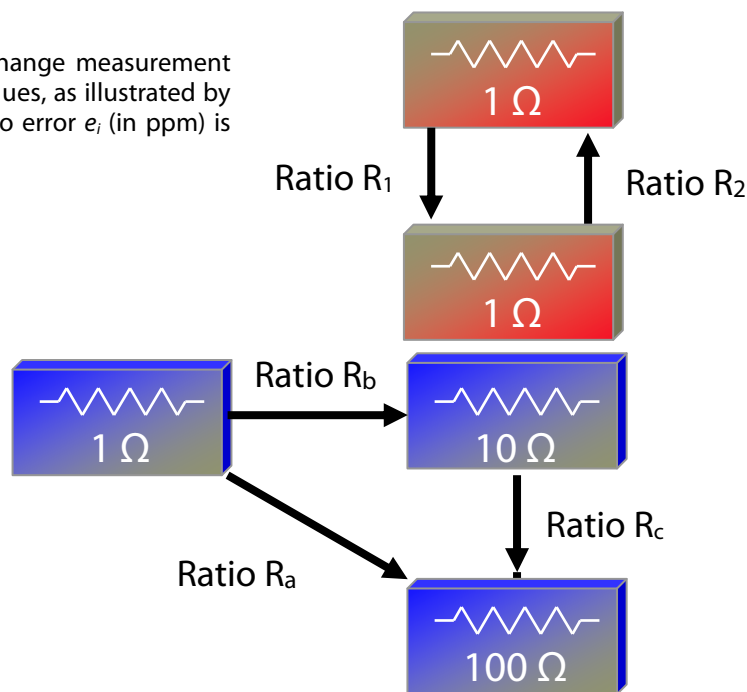 hange measurement
ues, as illustrated by
o error eᵢ (in ppm) is
1 Ω
Ratio R₁
Ratio R₂
1 Ω
Ratio R_b
1 Ω
10 Ω
Ratio R_c
Ratio Rₐ
100 Ω